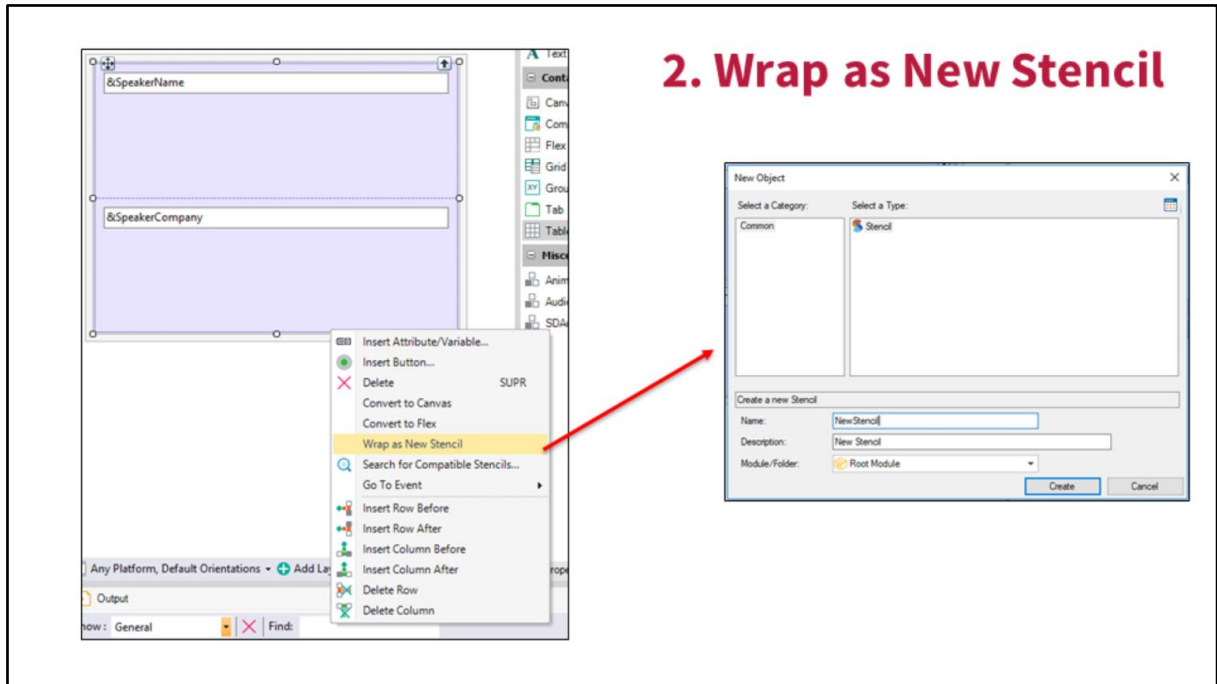 2. Wrap as New Stencil
&SpeakerName
&SpeakerCompany
A Text
Conta
Canv
Com
Flex
Grid
XY Grou
Tab
Table
Misce
Anim
Audi
SDA
Insert Attribute/Variable...
Insert Button...
Delete SUPR
Convert to Canvas
Convert to Flex
Wrap as New Stencil
Search for Compatible Stencils...
Go To Event
Insert Row Before
Insert Row After
Insert Column Before
Insert Column After
Delete Row
Delete Column
Any Platform, Default Orientations Add La
rope
Output
how: General Find:
New Object
Select a Category: Select a Type:
Common Stencil
Create a new Stencil
Name: NewStencil
Description: New Stencil
Module/Folder: Root Module
Create Cancel